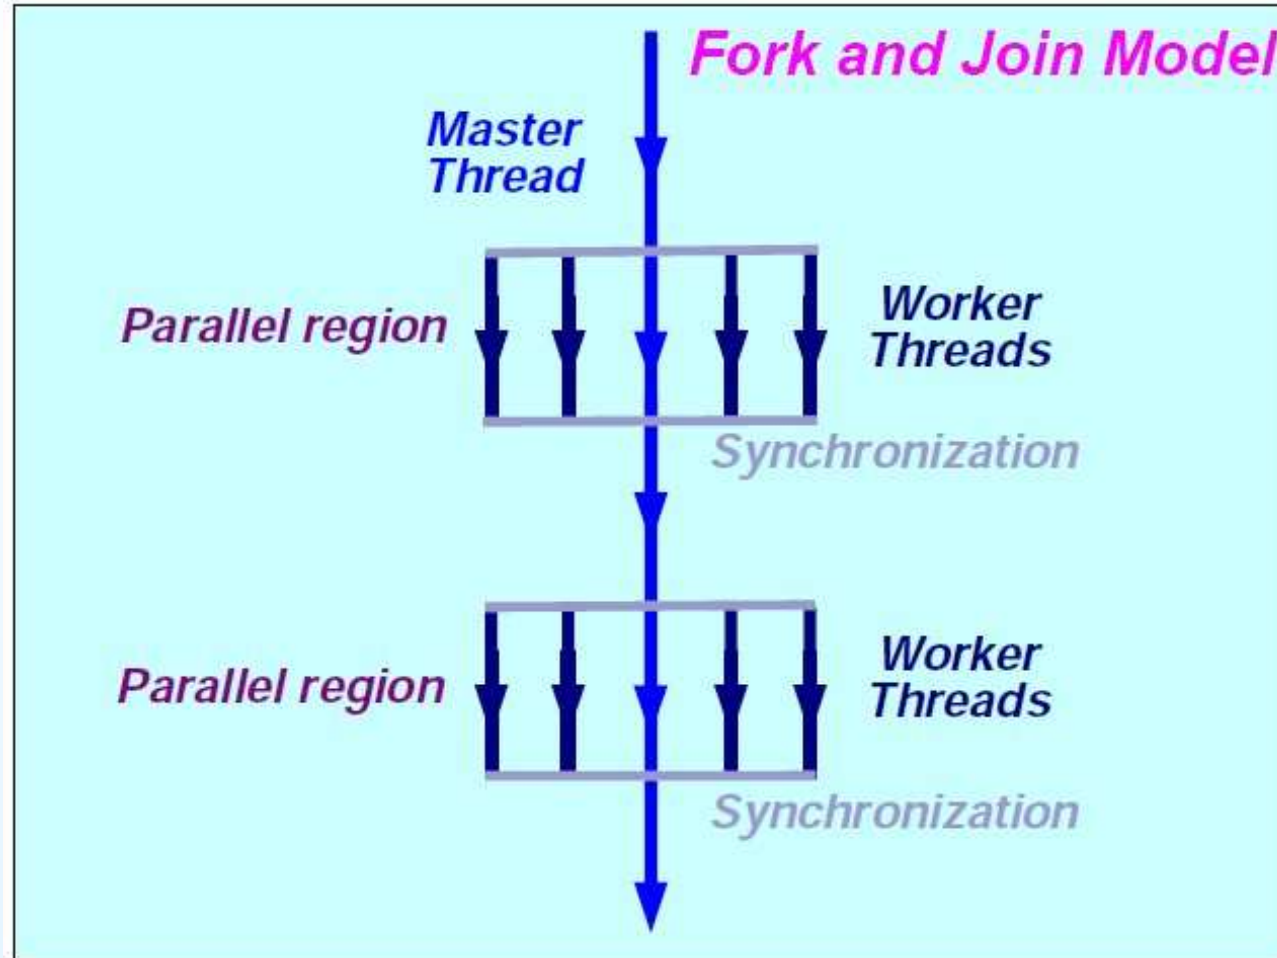 Fork and Join Model
Master
Thread
Parallel region
Worker
Threads
Synchronization
Parallel region
Worker
Threads
Synchronization